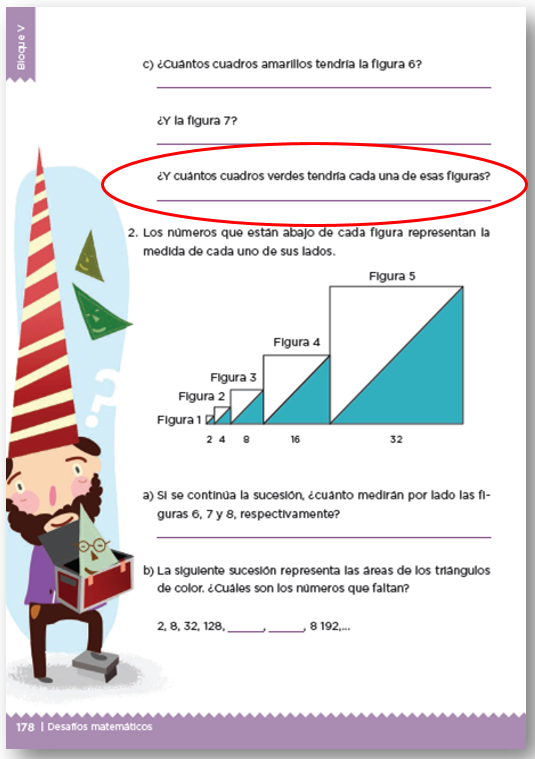 Bloque V
c) ¿Cuántos cuadros amarillos tendría la figura 6?
¿Y la figura 7?
¿Y cuántos cuadros verdes tendría cada una de esas figuras?
2. Los números que están abajo de cada figura representan la
medida de cada uno de sus lados.
Figura 5
Figura 4
Figura 3
Figura 2
Figura 1
2 4 8 16 32
a) Si se continúa la sucesión, ¿cuánto medirán por lado las fi-
guras 6, 7 y 8, respectivamente?
b) La siguiente sucesión representa las áreas de los triángulos
de color. ¿Cuáles son los números que faltan?
2, 8, 32, 128, _____, _____, 8 192,...
178 | Desafíos matemáticos